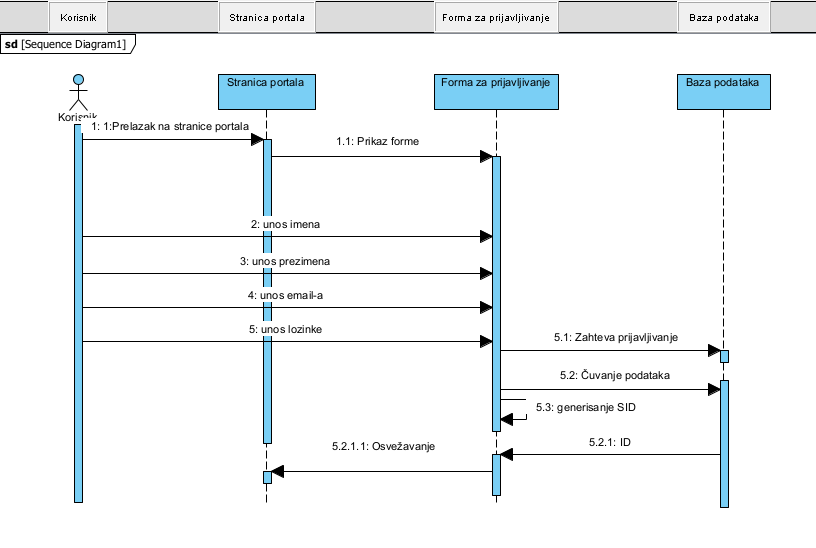 Korisnik
Stranica portala
Forma za prijavljivanje
Baza podataka
sd [Sequence Diagram1]
Stranica portala
Forma za prijavljivanje
Baza podataka
Korisnik
1: 1:Prelazak na stranice portala
1.1: Prikaz forme
2: unos imena
3: unos prezimena
4: unos email-a
5: unos lozinke
5.1: Zahteva prijavljivanje
5.2: Čuvanje podataka
5.3: generisanje SID
5.2.1: ID
5.2.1.1: Osvežavanje